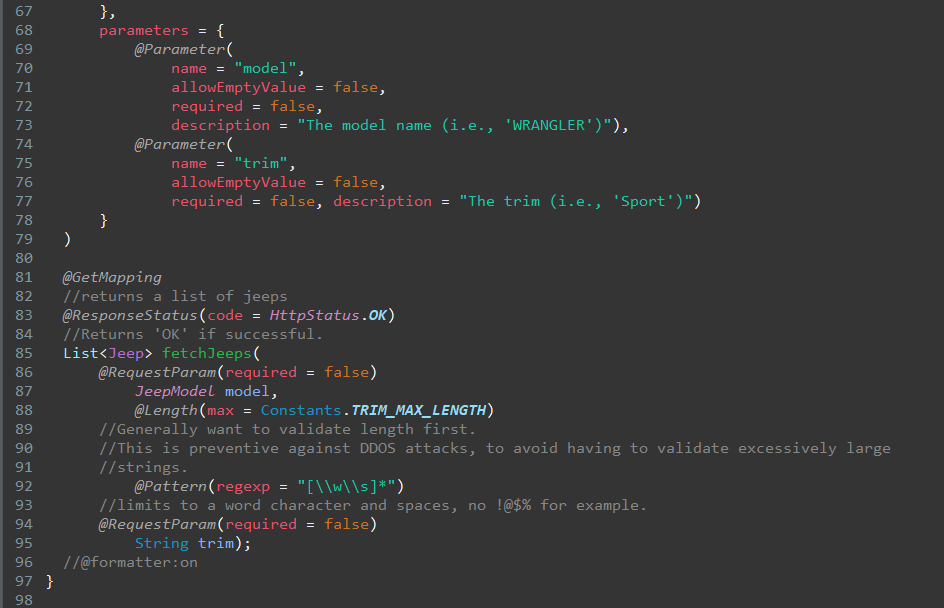 67 },
68 parameters = {
69 @Parameter(
70 name = "model",
71 allowEmptyValue = false,
72 required = false,
73 description = "The model name (i.e., 'WRANGLER')"),
74 @Parameter(
75 name = "trim",
76 allowEmptyValue = false,
77 required = false, description = "The trim (i.e., 'Sport')")
78 }
79 )
80
81 @GetMapping
82 //returns a list of jeeps
83 @ResponseStatus(code = HttpStatus.OK)
84 //Returns 'OK' if successful.
85 List<Jeep> fetchJeeps(
86 @RequestParam(required = false)
87 JeepModel model,
88 @Length(max = Constants.TRIM_MAX_LENGTH)
89 //Generally want to validate length first.
90 //This is preventive against DDOS attacks, to avoid having to validate excessively large
91 //strings.
92 @Pattern(regexp = "[\\w\\s]*")
93 //limits to a word character and spaces, no !@$% for example.
94 @RequestParam(required = false)
95 String trim);
96 //@formatter:on
97 }
98